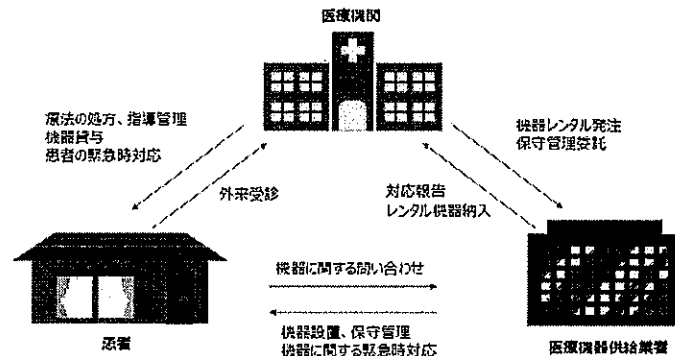 医療機関
療法の処方、指導管理
機器貸与
患者の緊急時対応
機器レンタル発注
保守管理委託
外来受診
対応報告
レンタル機器納入
機器に関する問い合わせ
機器設置、保守管理
機器に関する緊急時対応
患者
医療機器供給業者